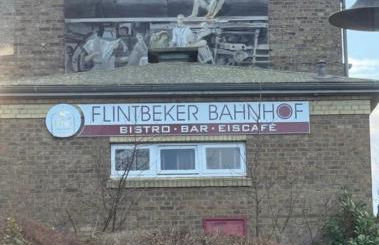 FLINTBEKER BAHNHOF
BISTRO · BAR · EISCAFÉ